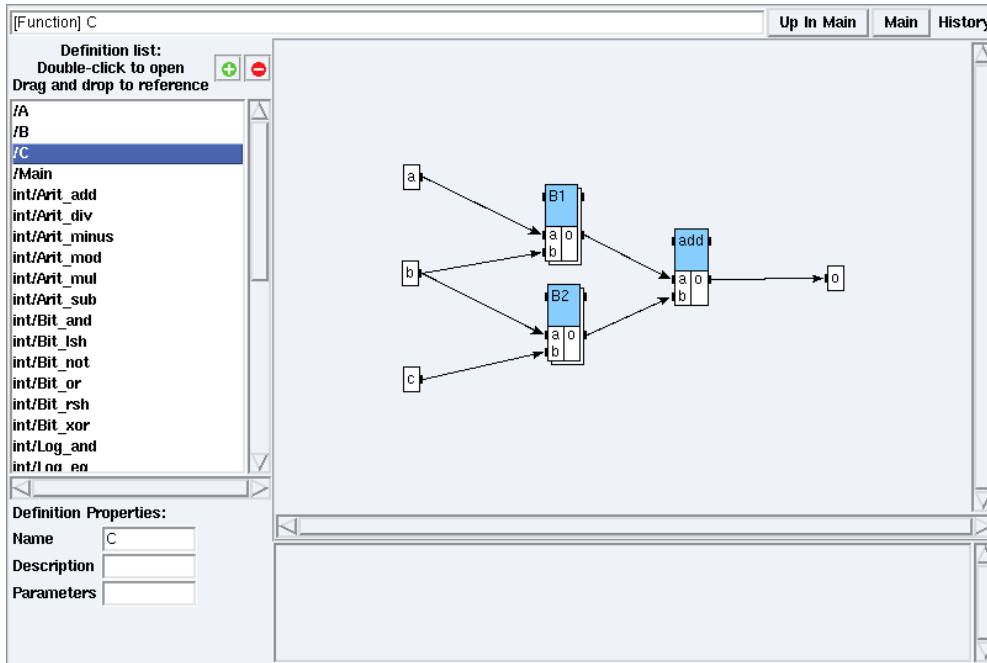 [Function] C
Up In Main
Main
History
Definition list:
Double-click to open
Drag and drop to reference
/A
/B
/C
/Main
int/Arit_add
int/Arit_div
int/Arit_minus
int/Arit_mod
int/Arit_mul
int/Arit_sub
int/Bit_and
int/Bit_lsh
int/Bit_not
int/Bit_or
int/Bit_rsh
int/Bit_xor
int/Log_and
int/Log_eq
Definition Properties:
Name C
Description
Parameters
a
b
c
B1
a o
b
B2
a o
b
add
a o
b
o